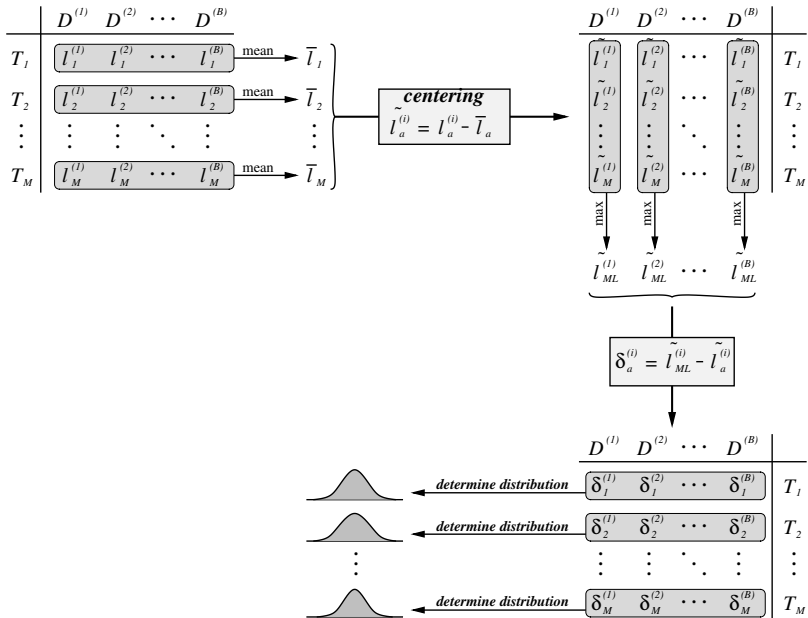 D^(1) D^(2) ⋯ D^(B)
T_1 l_1^(1) l_1^(2) ⋯ l_1^(B) mean l̅_1
T_2 l_2^(1) l_2^(2) ⋯ l_2^(B) mean l̅_2
⋮ ⋮ ⋮ ⋱ ⋮ ⋮
T_M l_M^(1) l_M^(2) ⋯ l_M^(B) mean l̅_M
centering
l̃_a^(i) = l_a^(i) - l̅_a
D^(1) D^(2) ⋯ D^(B)
l̃_1^(1) l̃_1^(2) ⋯ l̃_1^(B) T_1
l̃_2^(1) l̃_2^(2) ⋯ l̃_2^(B) T_2
⋮ ⋮ ⋱ ⋮ ⋮
l̃_M^(1) l̃_M^(2) ⋯ l̃_M^(B) T_M
max max max
l̃_ML^(1) l̃_ML^(2) ⋯ l̃_ML^(B)
δ_a^(i) = l̃_ML^(i) - l̃_a^(i)
D^(1) D^(2) ⋯ D^(B)
determine distribution δ_1^(1) δ_1^(2) ⋯ δ_1^(B) T_1
determine distribution δ_2^(1) δ_2^(2) ⋯ δ_2^(B) T_2
⋮ ⋮ ⋮ ⋱ ⋮ ⋮
determine distribution δ_M^(1) δ_M^(2) ⋯ δ_M^(B) T_M